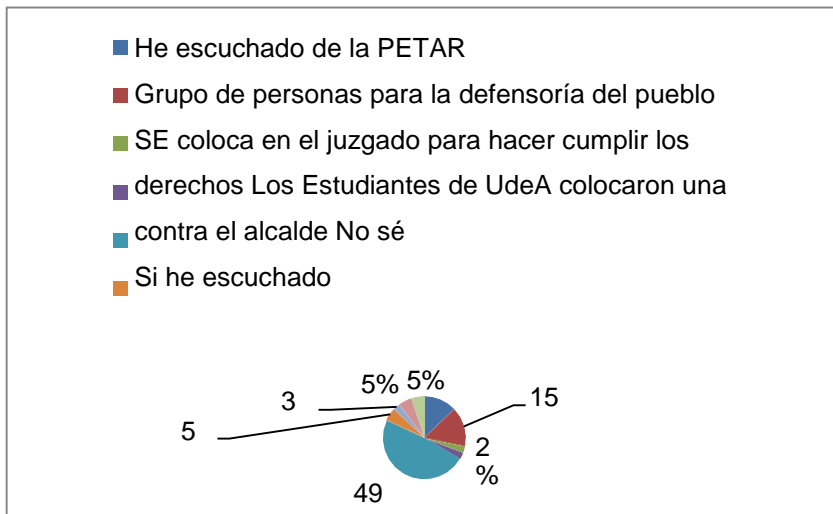 He escuchado de la PETAR
Grupo de personas para la defensoría del pueblo
SE coloca en el juzgado para hacer cumplir los
derechos Los Estudiantes de UdeA colocaron una
contra el alcalde No sé
Si he escuchado
5% 5%
3
15
5
2
%
49